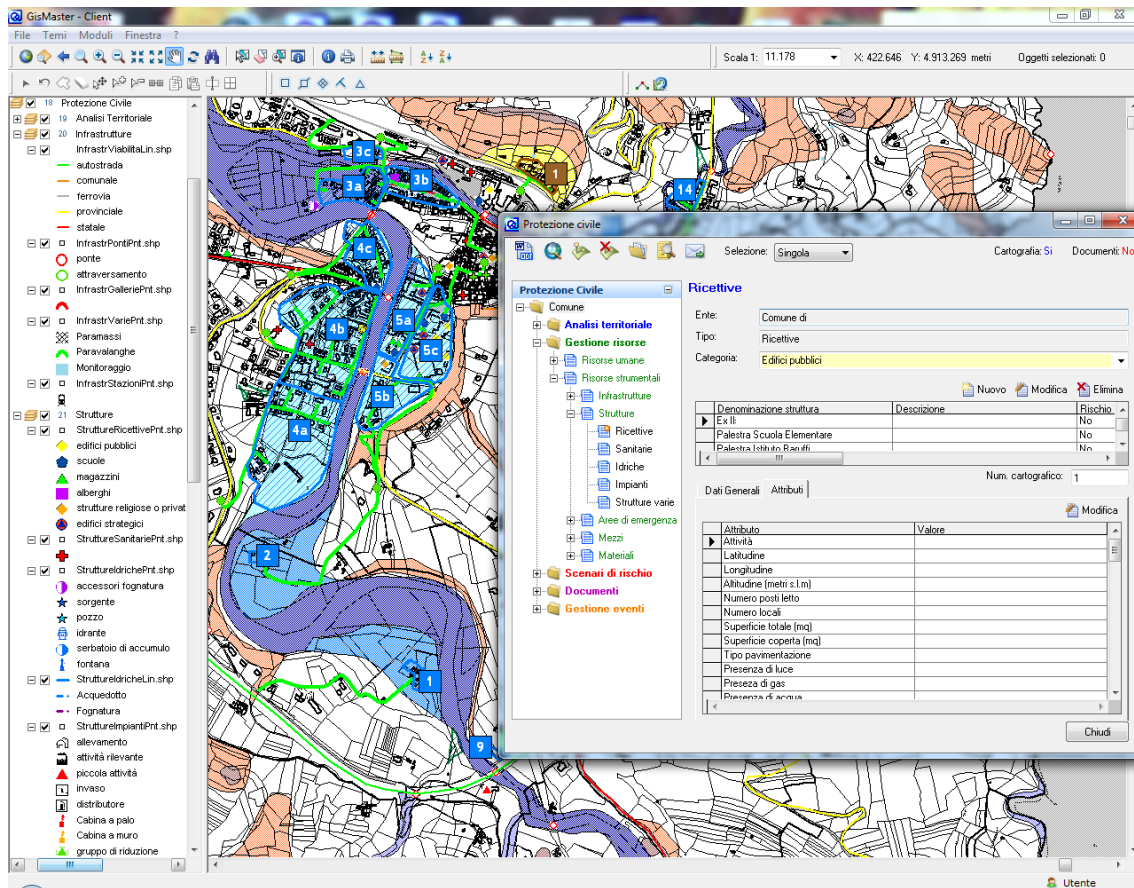 GisMaster - Client
File Temi Moduli Finestra ?
Scala 1: 11.178 X: 422.646 Y: 4.913.269 metri Oggetti selezionati: 0
18 Protezione Civile
19 Analisi Territoriale
20 Infrastrutture
InfrastrViabilitaLin.shp
autostrada
comunale
ferrovia
provinciale
statale
InfrastrPontiPnt.shp
ponte
attraversamento
InfrastrGalleriePnt.shp
InfrastrVariePnt.shp
Paramassi
Paravalanghe
Monitoraggio
InfrastrStazioniPnt.shp
21 Strutture
StruttureRicettivePnt.shp
edifici pubblici
scuole
magazzini
alberghi
strutture religiose o privat
edifici strategici
StruttureSanitariePnt.shp
StruttureIdrichePnt.shp
accessori fognatura
sorgente
pozzo
idrante
serbatoio di accumulo
fontana
StruttureIdricheLin.shp
Acquedotto
Fognatura
StruttureImpiantiPnt.shp
allevamento
attività rilevante
piccola attività
invaso
distributore
Cabina a palo
Cabina a muro
gruppo di riduzione
3c
3a
3b
1
14
4c
4b
5a
5c
5b
4a
2
1
9
Protezione civile
Selezione: Singola Cartografia: Si Documenti: No
Protezione Civile
Comune
Analisi territoriale
Gestione risorse
Risorse umane
Risorse strumentali
Infrastrutture
Strutture
Ricettive
Sanitarie
Idriche
Impianti
Strutture varie
Aree di emergenza
Mezzi
Materiali
Scenari di rischio
Documenti
Gestione eventi
Ricettive
Ente: Comune di
Tipo: Ricettive
Categoria: Edifici pubblici
Nuovo Modifica Elimina
Denominazione struttura Descrizione Rischio
Ex Il: No
Palestra Scuola Elementare No
Palestra Istituto Baruffi No
Num. cartografico: 1
Dati Generali Attributi
Modifica
Attributo Valore
Attività
Latitudine
Longitudine
Altitudine (metri s.l.m)
Numero posti letto
Numero locali
Superficie totale (mq)
Superficie coperta (mq)
Tipo pavimentazione
Presenza di luce
Preseza di gas
Presenza di acqua
Chiudi
Utente